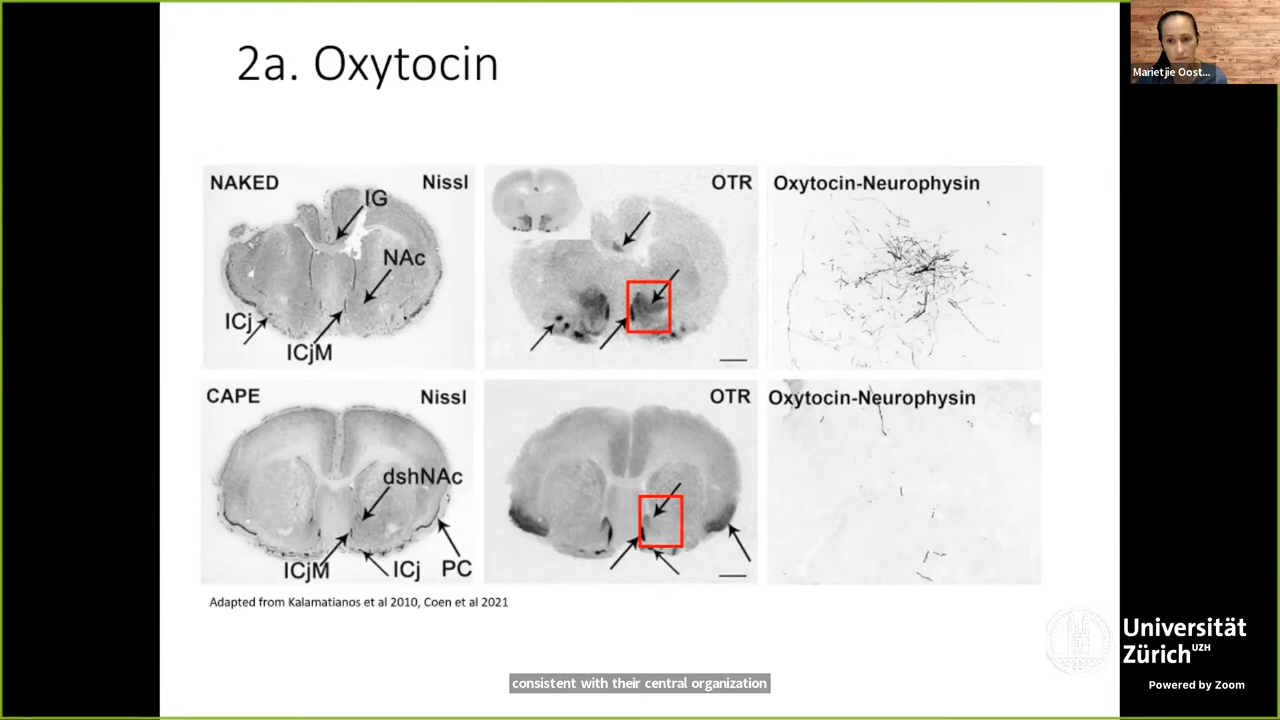 2a. Oxytocin
Marietjie Oost...
NAKED
Nissl
IG
NAc
ICj
ICjM
OTR
Oxytocin-Neurophysin
CAPE
Nissl
dshNAc
ICjM
ICj
PC
OTR
Oxytocin-Neurophysin
Adapted from Kalamatianos et al 2010, Coen et al 2021
Universität
Zürich UZH
consistent with their central organization
Powered by Zoom